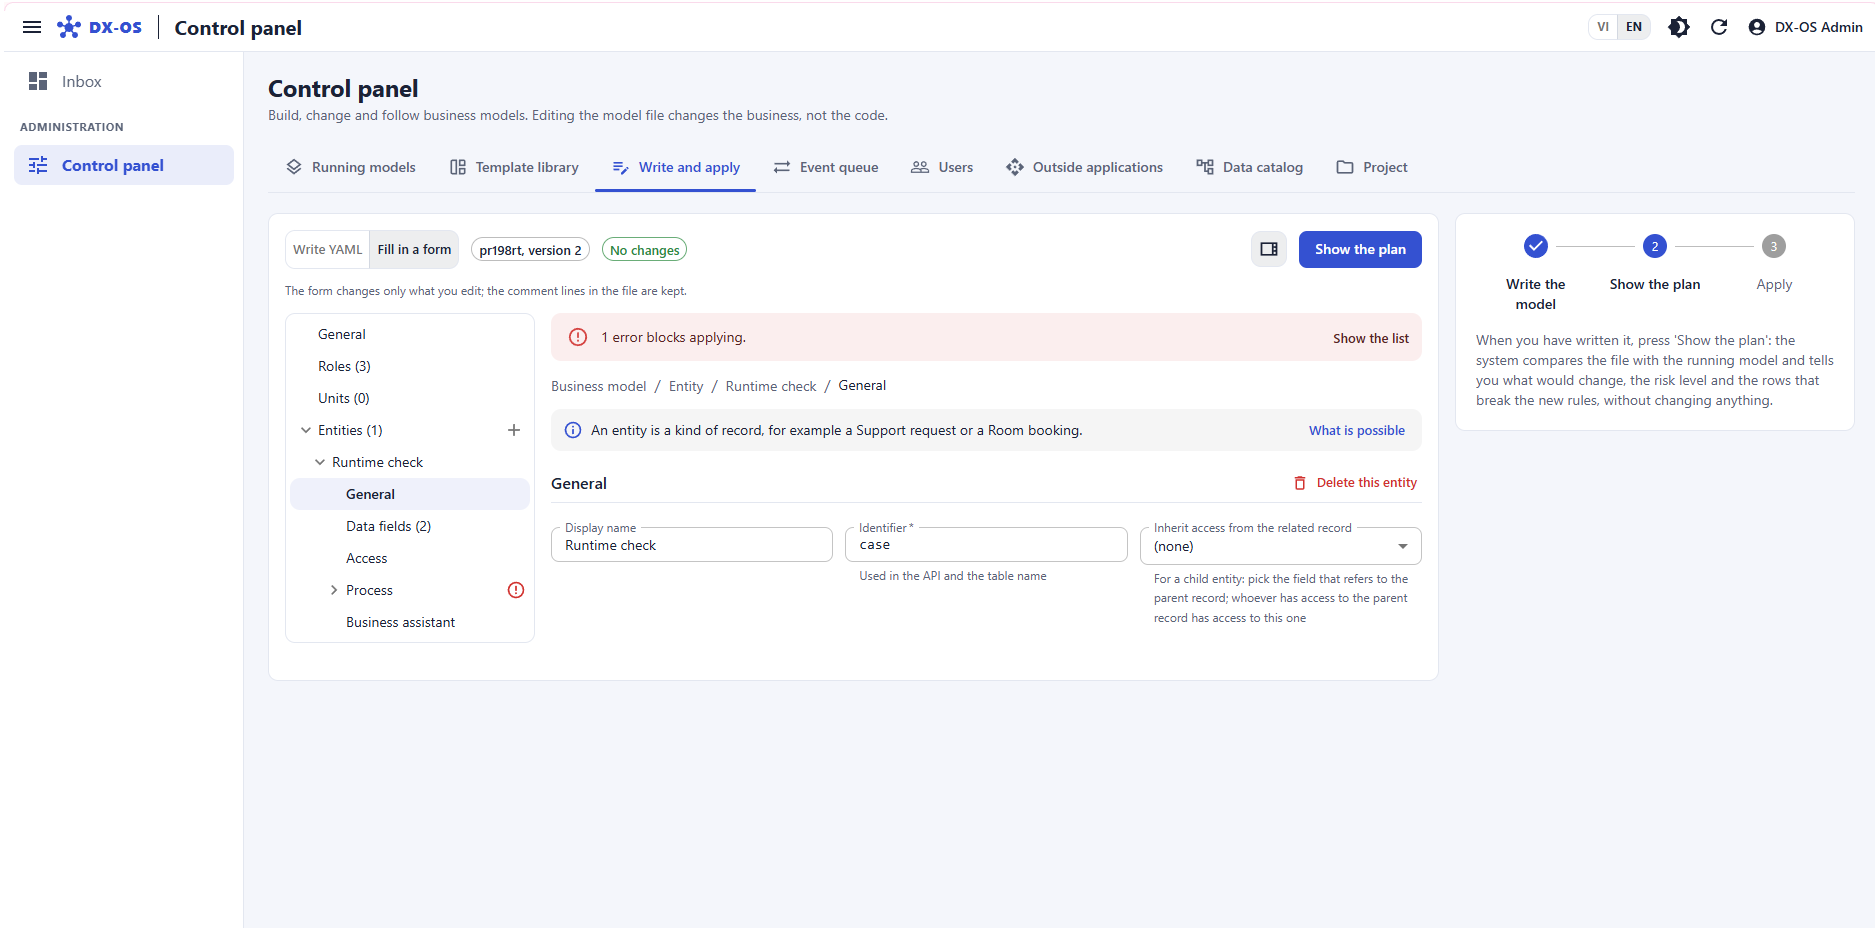 DX-OS
Control panel
VI EN
DX-OS Admin
Inbox
ADMINISTRATION
Control panel
Control panel
Build, change and follow business models. Editing the model file changes the business, not the code.
Running models
Template library
Write and apply
Event queue
Users
Outside applications
Data catalog
Project
Write YAML
Fill in a form
pr198rt, version 2
No changes
Show the plan
The form changes only what you edit; the comment lines in the file are kept.
General
Roles (3)
Units (0)
Entities (1)
Runtime check
General
Data fields (2)
Access
Process
Business assistant
1 error blocks applying.
Show the list
Business model / Entity / Runtime check / General
An entity is a kind of record, for example a Support request or a Room booking.
What is possible
General
Delete this entity
Display name
Runtime check
Identifier *
case
Used in the API and the table name
Inherit access from the related record
(none)
For a child entity: pick the field that refers to the
parent record; whoever has access to the parent
record has access to this one
2
3
Write the
model
Show the plan
Apply
When you have written it, press 'Show the plan': the
system compares the file with the running model and tells
you what would change, the risk level and the rows that
break the new rules, without changing anything.